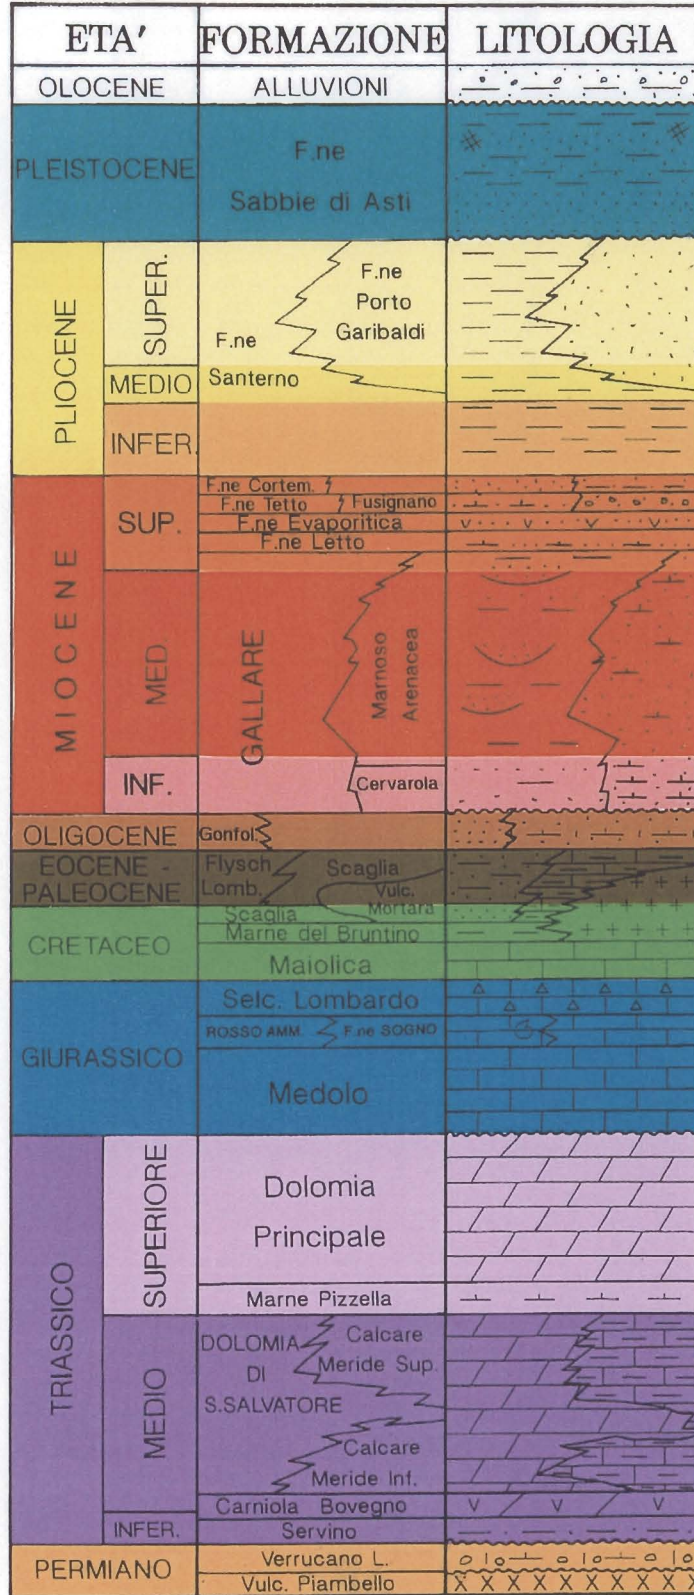 ETA' FORMAZIONE LITOLOGIA
OLOCENE ALLUVIONI
PLEISTOCENE
F.ne
Sabbie di Asti
PLIOCENE
SUPER.
F.ne
Porto
Garibaldi
F.ne
MEDIO Santerno
INFER.
MIOCENE
SUP.
F.ne Cortem.
F.ne Tetto Fusignano
F.ne Evaporitica
F.ne Letto
MED
GALLARE
Marnoso
Arenacea
INF. Cervarola
OLIGOCENE Gonfol.
EOCENE -
PALEOCENE
Flysch
Lomb.
Scaglia
Vulc.
Mortara
CRETACEO
Scaglia
Marne del Bruntino
Maiolica
GIURASSICO
Selc. Lombardo
ROSSO AMM. F.ne SOGNO
Medolo
TRIASSICO
SUPERIORE
Dolomia
Principale
Marne Pizzella
MEDIO
DOLOMIA
DI
S.SALVATORE
Calcare
Meride Sup.
Calcare
Meride Inf.
Carniola Bovegno
INFER. Servino
PERMIANO
Verrucano L.
Vulc. Piambello